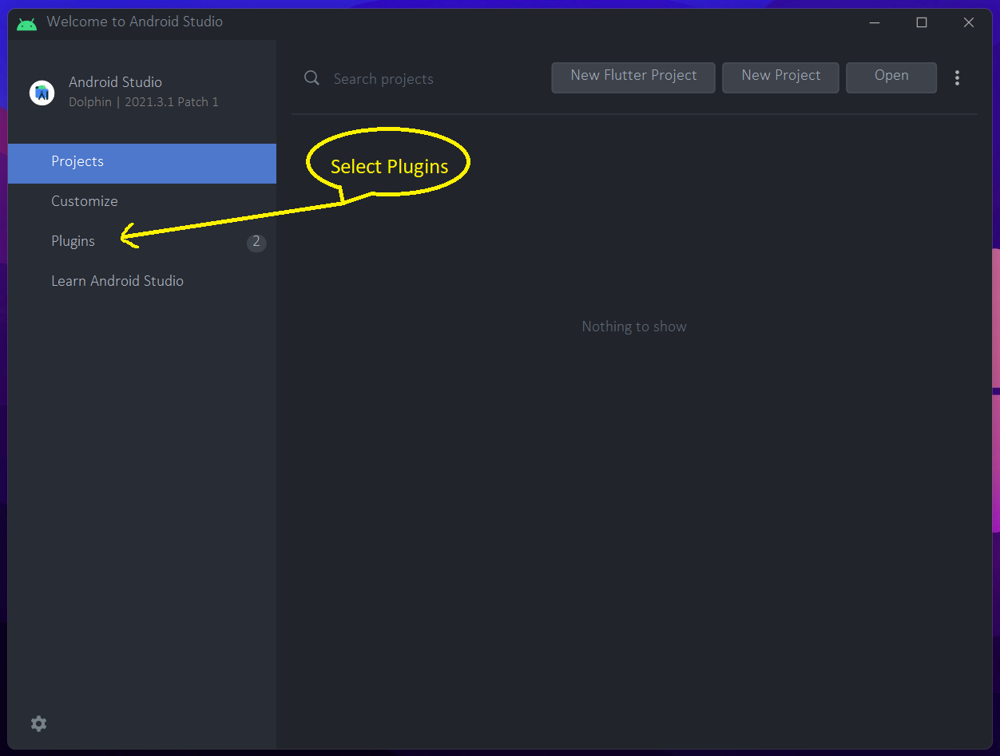 Welcome to Android Studio
Android Studio
Dolphin | 2021.3.1 Patch 1
Search projects
New Flutter Project
New Project
Open
Projects
Customize
Plugins
2
Learn Android Studio
Select Plugins
Nothing to show